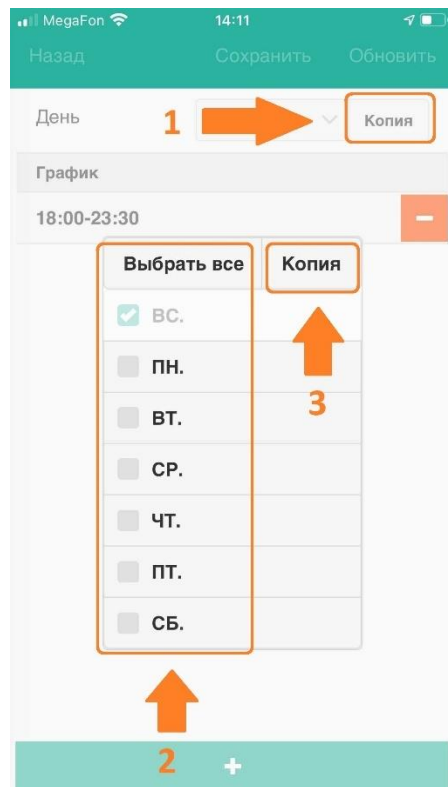 MegaFon 14:11
Назад Сохранить Обновить
День 1 Копия
График
18:00-23:30
Выбрать все Копия
ВС.
ПН.
ВТ. 3
СР.
ЧТ.
ПТ.
СБ.
2 +